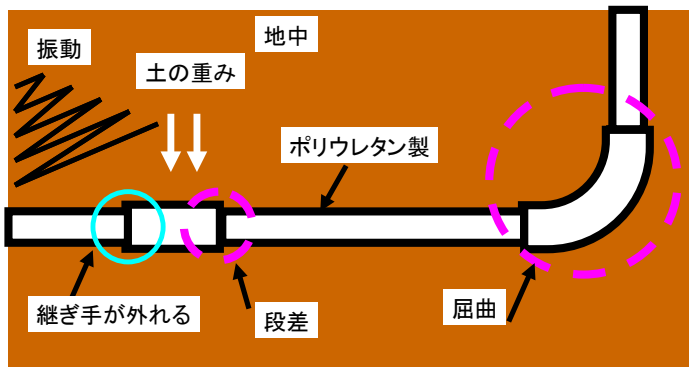 地中
振動
土の重み
ポリウレタン製
継ぎ手が外れる
段差
屈曲